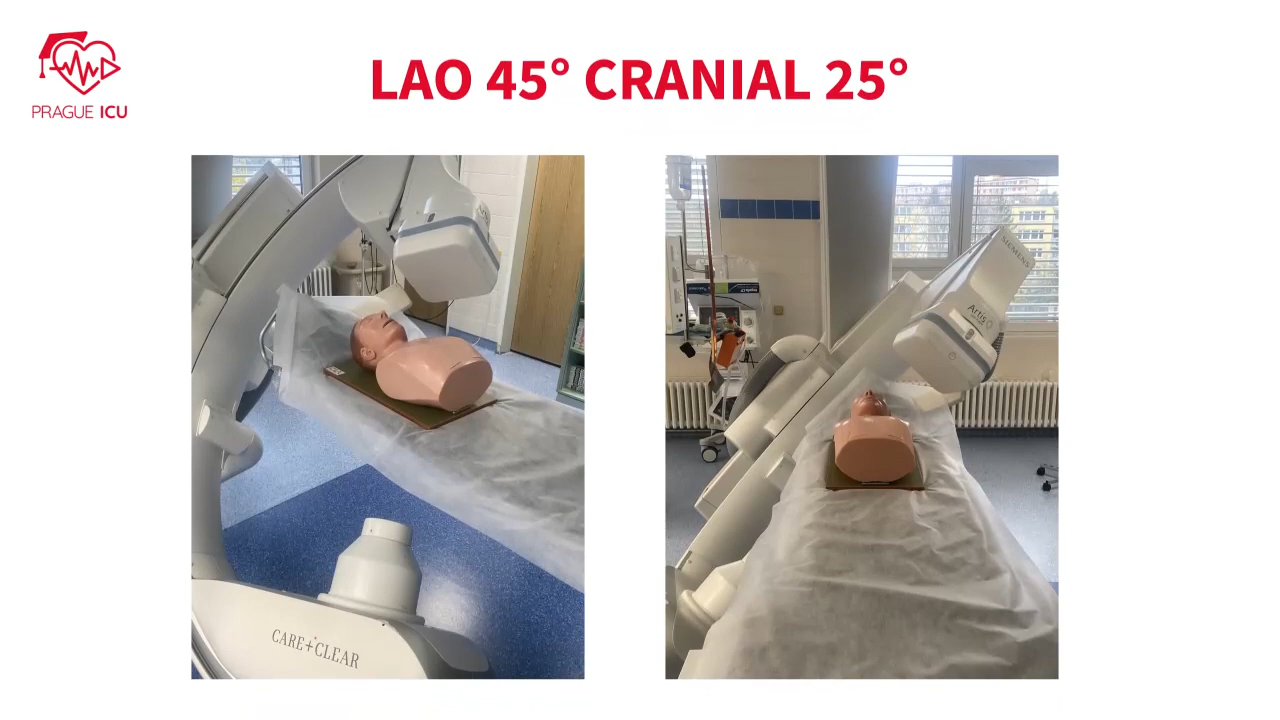 LAO 45° CRANIAL 25°
PRAGUE ICU
CARE+CLEAR
SIEMENS
Artis Q